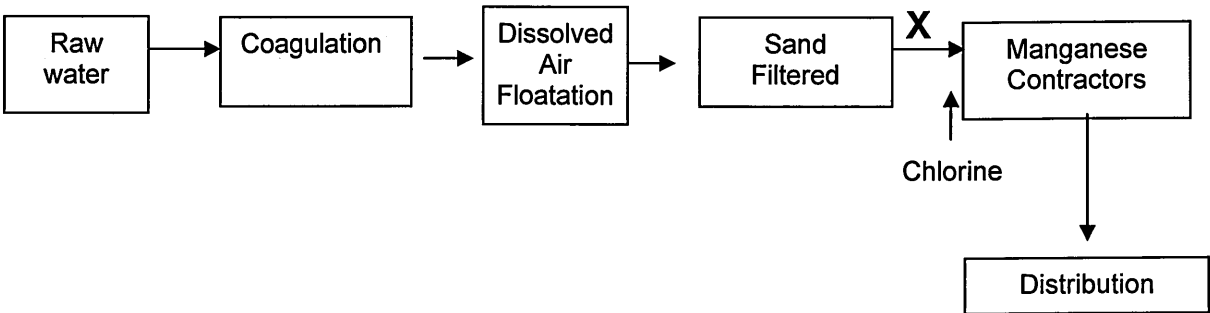 Raw
water
Coagulation
Dissolved
Air
Floatation
Sand
Filtered
X
Manganese
Contractors
Chlorine
Distribution